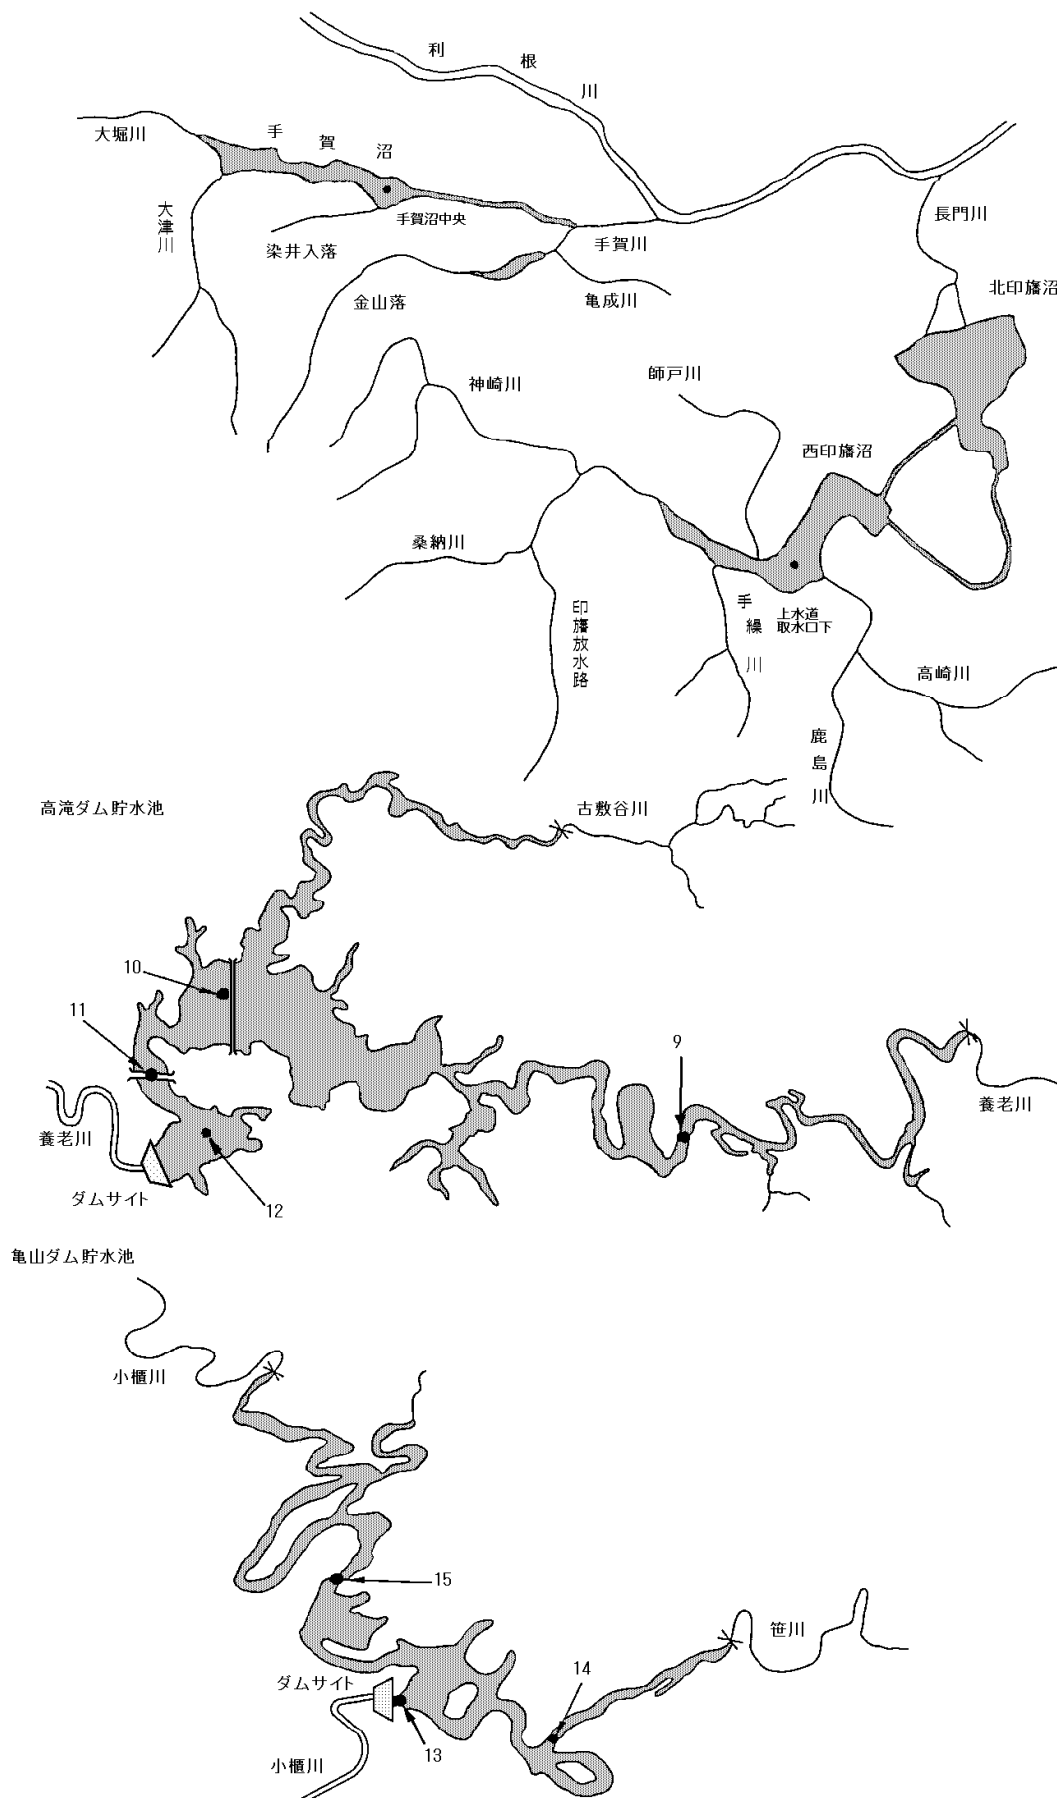 利根川
大堀川
手賀沼
大津川
染井入落
手賀沼中央
手賀川
長門川
金山落
亀成川
北印旛沼
神崎川
師戸川
西印旛沼
桑納川
印旛放水路
手繰川
上水道
取水口下
高崎川
鹿島川
高滝ダム貯水池
古敷谷川
10
11
9
養老川
養老川
ダムサイト
12
亀山ダム貯水池
小櫃川
15
笹川
ダムサイト
14
13
小櫃川